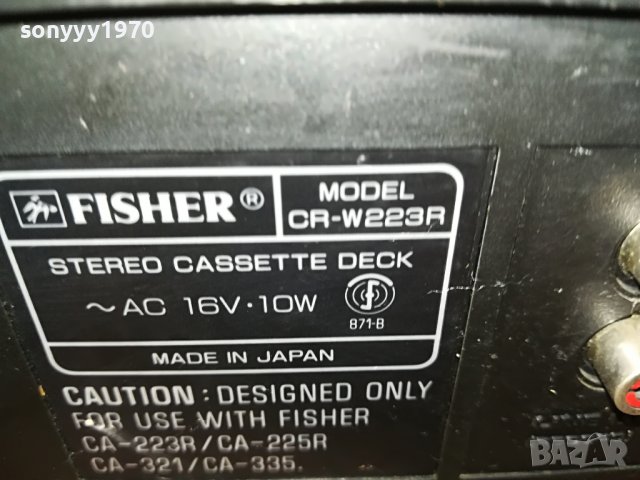 sonyyy1970
FISHER®
MODEL
CR-W223R
STEREO CASSETTE DECK
~AC 16V·10W
871-B
MADE IN JAPAN
CAUTION: DESIGNED ONLY
FOR USE WITH FISHER
CA-223R/CA-225R
CA-321/CA-335.
BAZAR